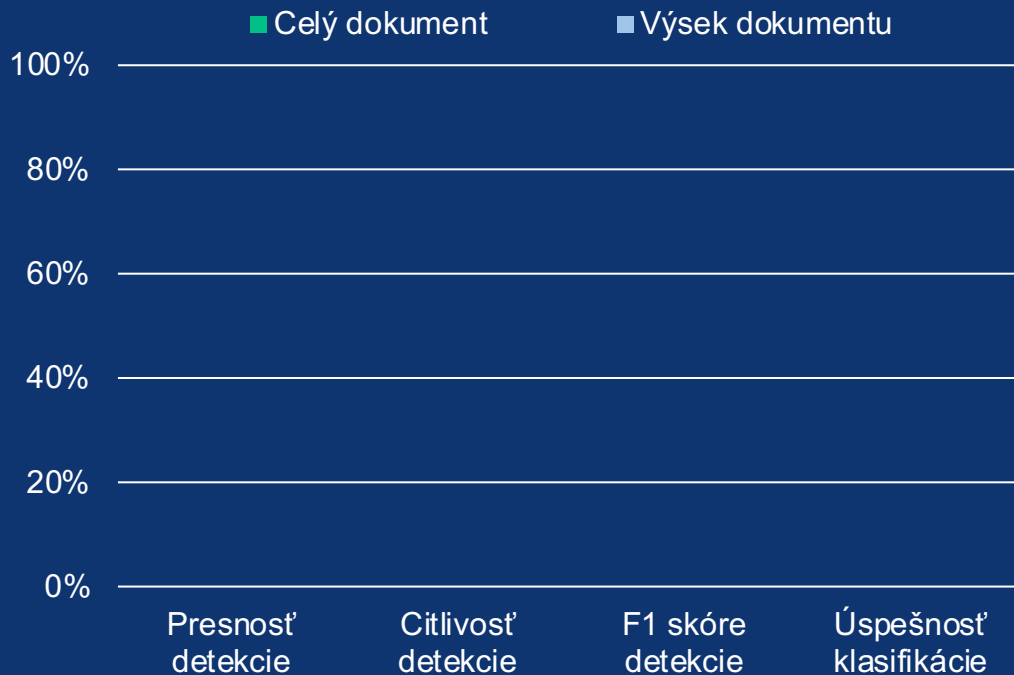 Celý dokument
Výsek dokumentu
100%
80%
60%
40%
20%
0%
Presnosť
detekcie
Citlivosť
detekcie
F1 skóre
detekcie
Úspešnosť
klasifikácie